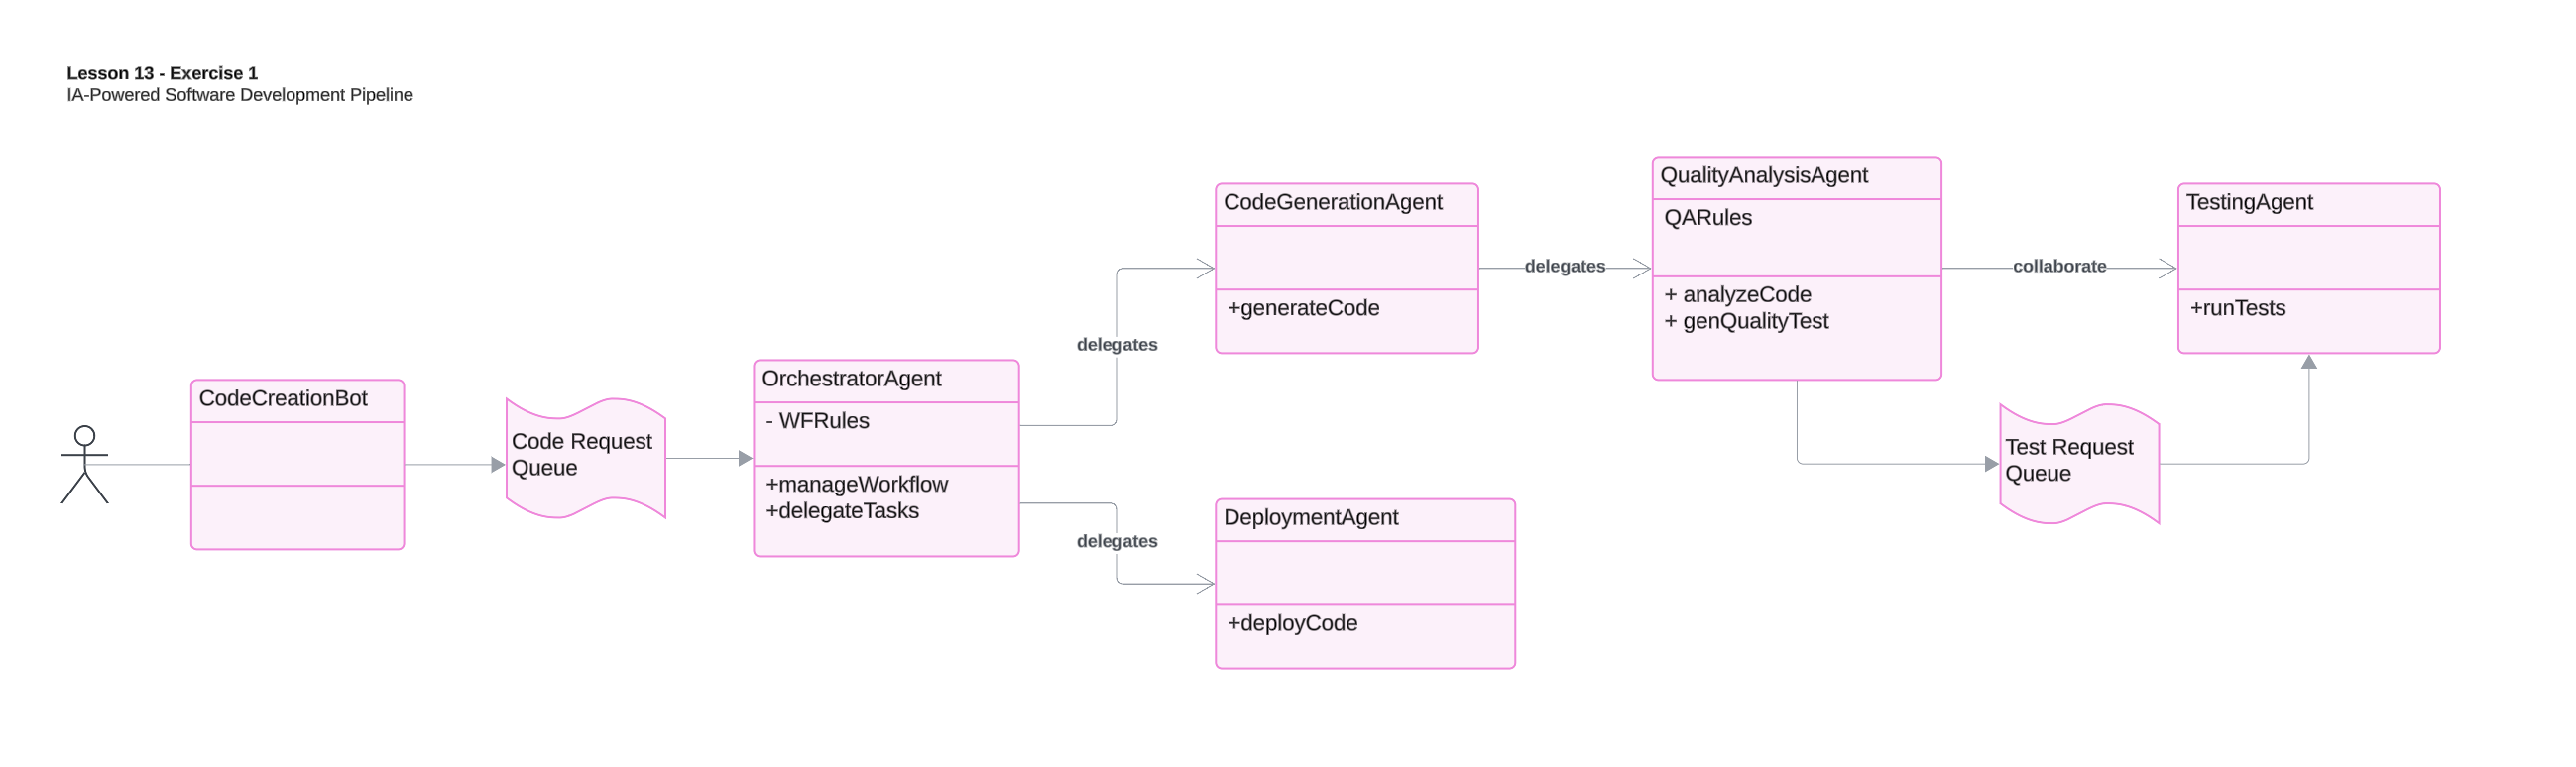 Lesson 13 - Exercise 1
IA-Powered Software Development Pipeline
CodeCreationBot
Code Request
Queue
OrchestratorAgent
- WFRules
+manageWorkflow
+delegateTasks
delegates
delegates
CodeGenerationAgent
+generateCode
DeploymentAgent
+deployCode
delegates
QualityAnalysisAgent
QARules
+ analyzeCode
+ genQualityTest
collaborate
TestingAgent
+runTests
Test Request
Queue